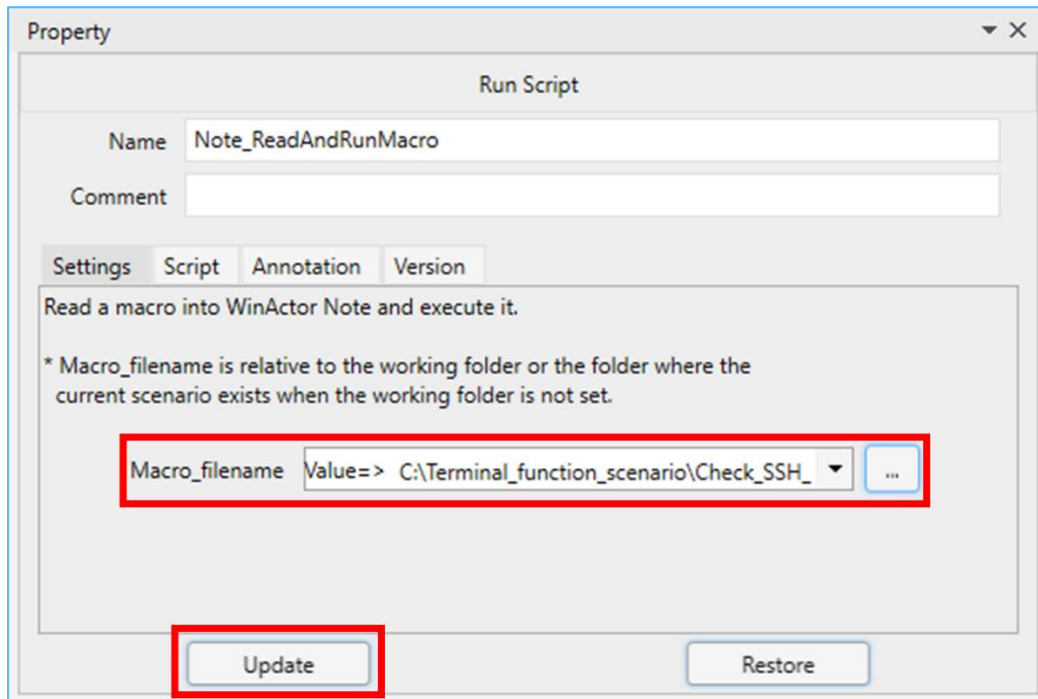 Property
Run Script
Name Note_ReadAndRunMacro
Comment
Settings Script Annotation Version
Read a macro into WinActor Note and execute it.
* Macro_filename is relative to the working folder or the folder where the
current scenario exists when the working folder is not set.
Macro_filename Value=> C:\Terminal_function_scenario\Check_SSH_ ...
Update Restore